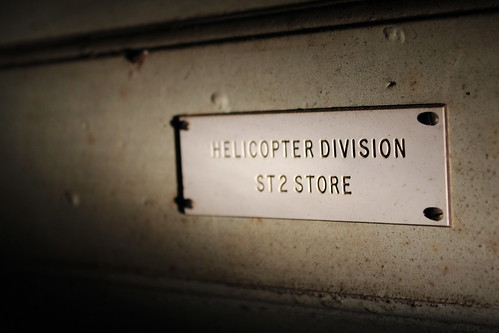 HELICOPTER DIVISION
ST2 STORE